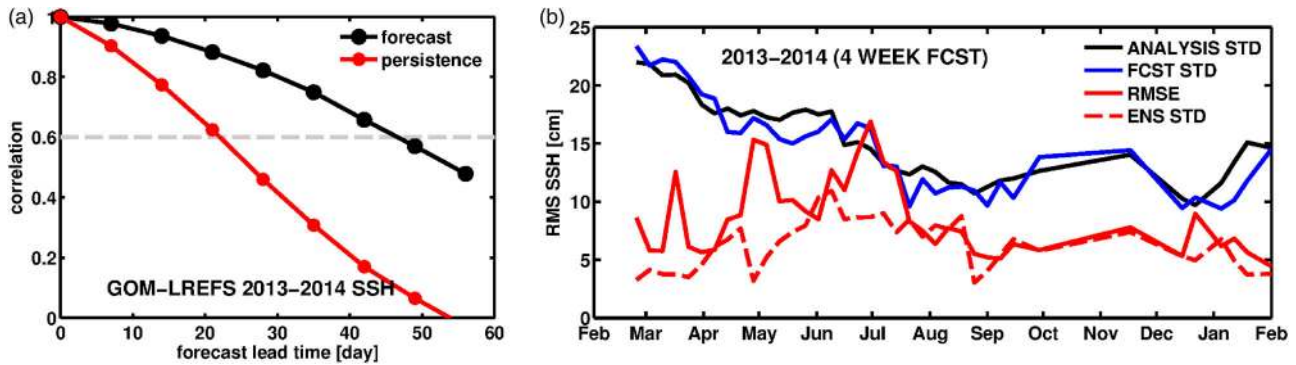 (a)
1
0.8
0.6
0.4
0.2
0
correlation
forecast
persistence
GOM-LREFS 2013-2014 SSH
0 10 20 30 40 50 60
forecast lead time [day]
(b)
25
20
15
10
5
0
RMS SSH [cm]
2013-2014 (4 WEEK FCST)
ANALYSIS STD
FCST STD
RMSE
ENS STD
Feb Mar Apr May Jun Jul Aug Sep Oct Nov Dec Jan Feb